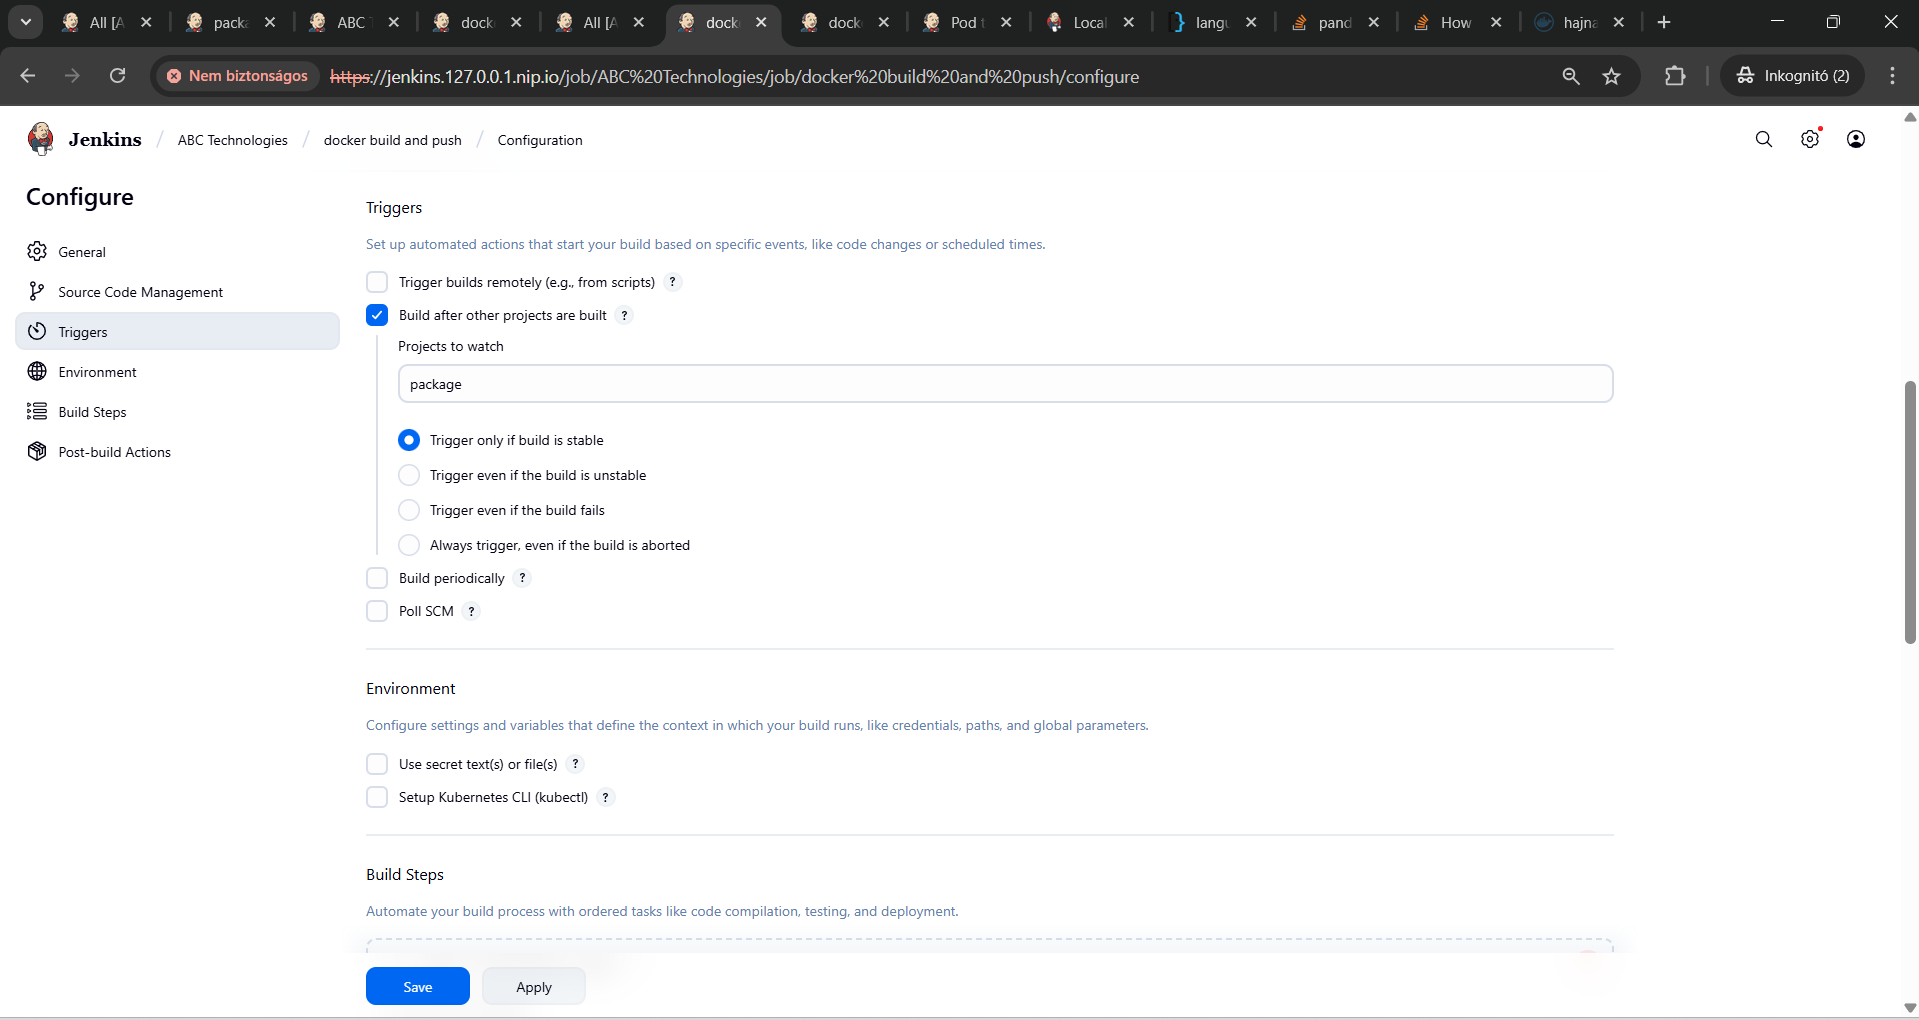 All [A
packa
ABC T
docke
All [A
docke
docke
Pod t
Local
langu
pand
How
hajna
Nem biztonságos
https://jenkins.127.0.0.1.nip.io/job/ABC%20Technologies/job/docker%20build%20and%20push/configure
Inkognitó (2)
Jenkins / ABC Technologies / docker build and push / Configuration
Configure
General
Source Code Management
Triggers
Environment
Build Steps
Post-build Actions
Triggers
Set up automated actions that start your build based on specific events, like code changes or scheduled times.
Trigger builds remotely (e.g., from scripts) ?
Build after other projects are built ?
Projects to watch
package
Trigger only if build is stable
Trigger even if the build is unstable
Trigger even if the build fails
Always trigger, even if the build is aborted
Build periodically ?
Poll SCM ?
Environment
Configure settings and variables that define the context in which your build runs, like credentials, paths, and global parameters.
Use secret text(s) or file(s) ?
Setup Kubernetes CLI (kubectl) ?
Build Steps
Automate your build process with ordered tasks like code compilation, testing, and deployment.
Save
Apply